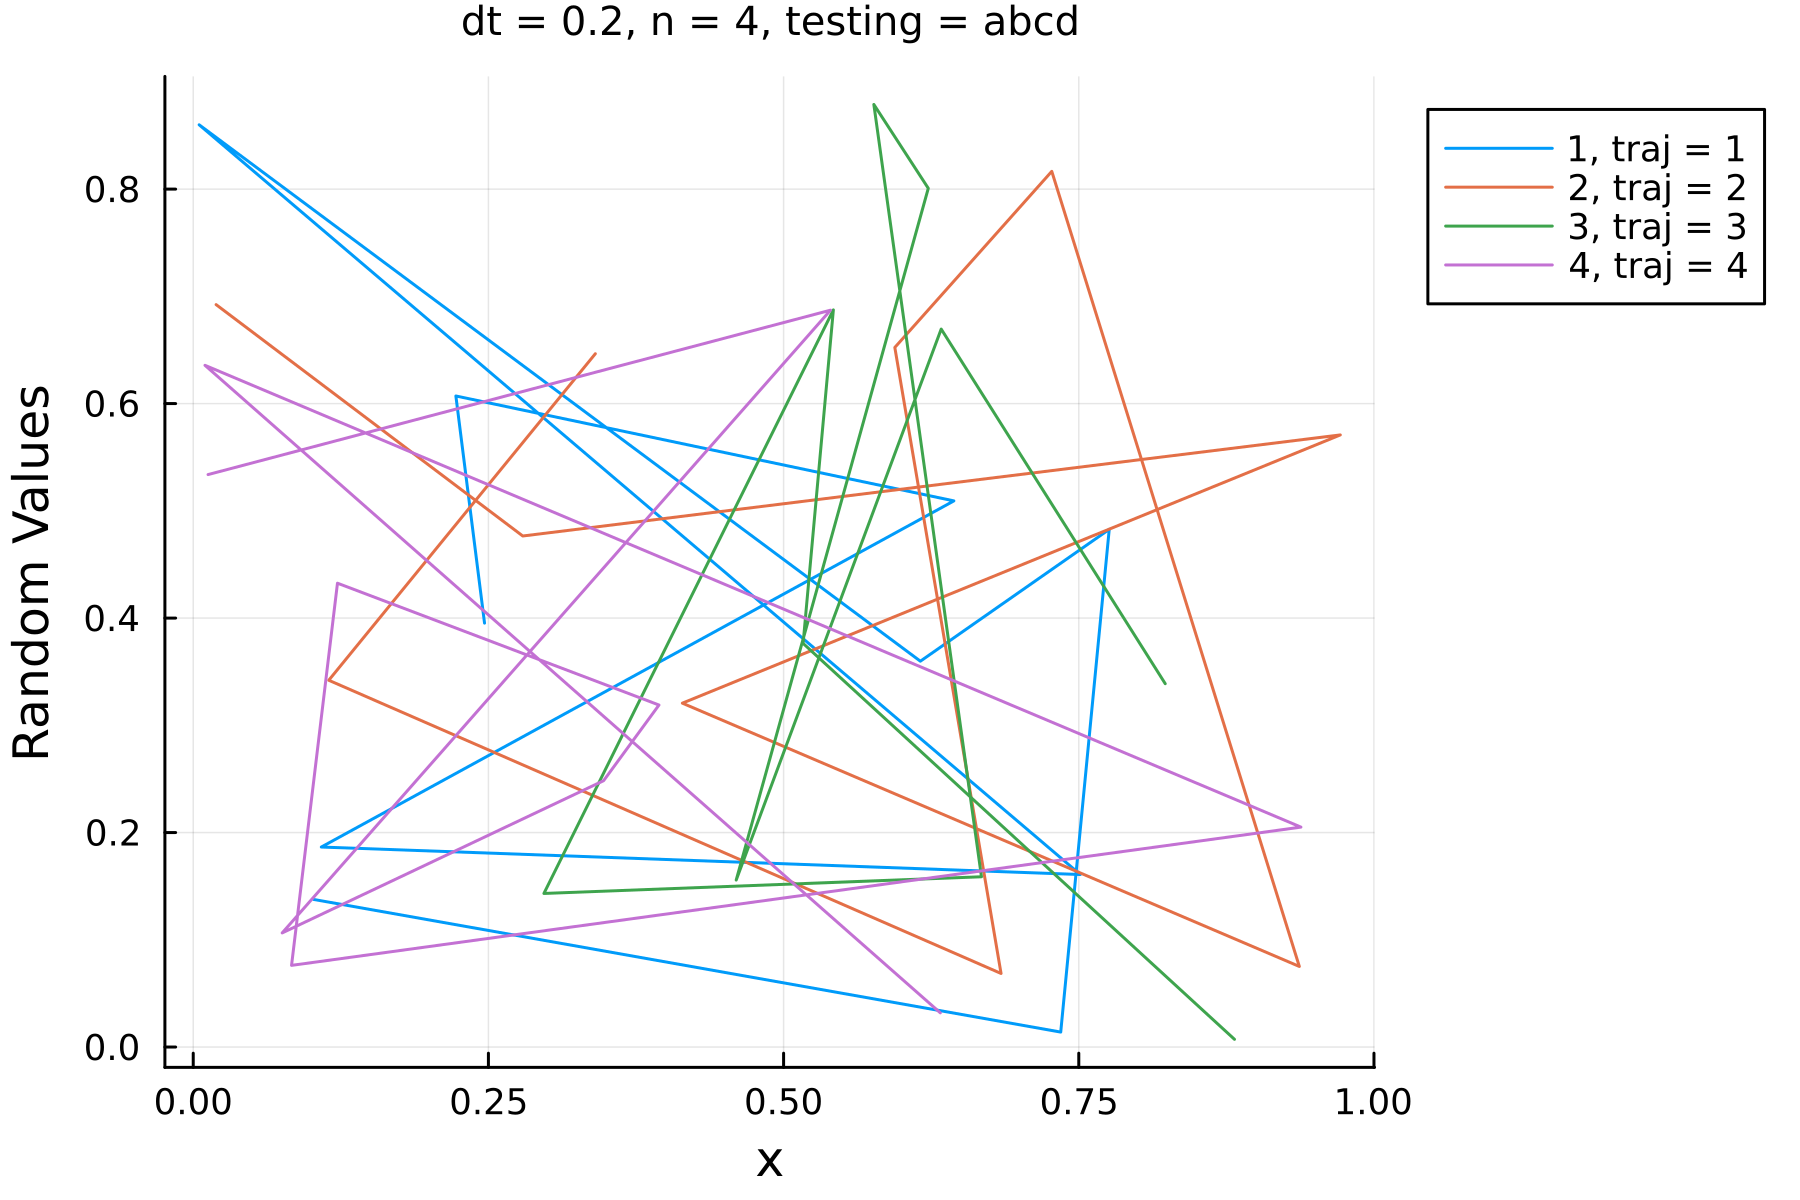 dt = 0.2, n = 4, testing = abcd
1, traj = 1
2, traj = 2
3, traj = 3
4, traj = 4
Random Values
0.8
0.6
0.4
0.2
0.0
0.00 0.25 0.50 0.75 1.00
x